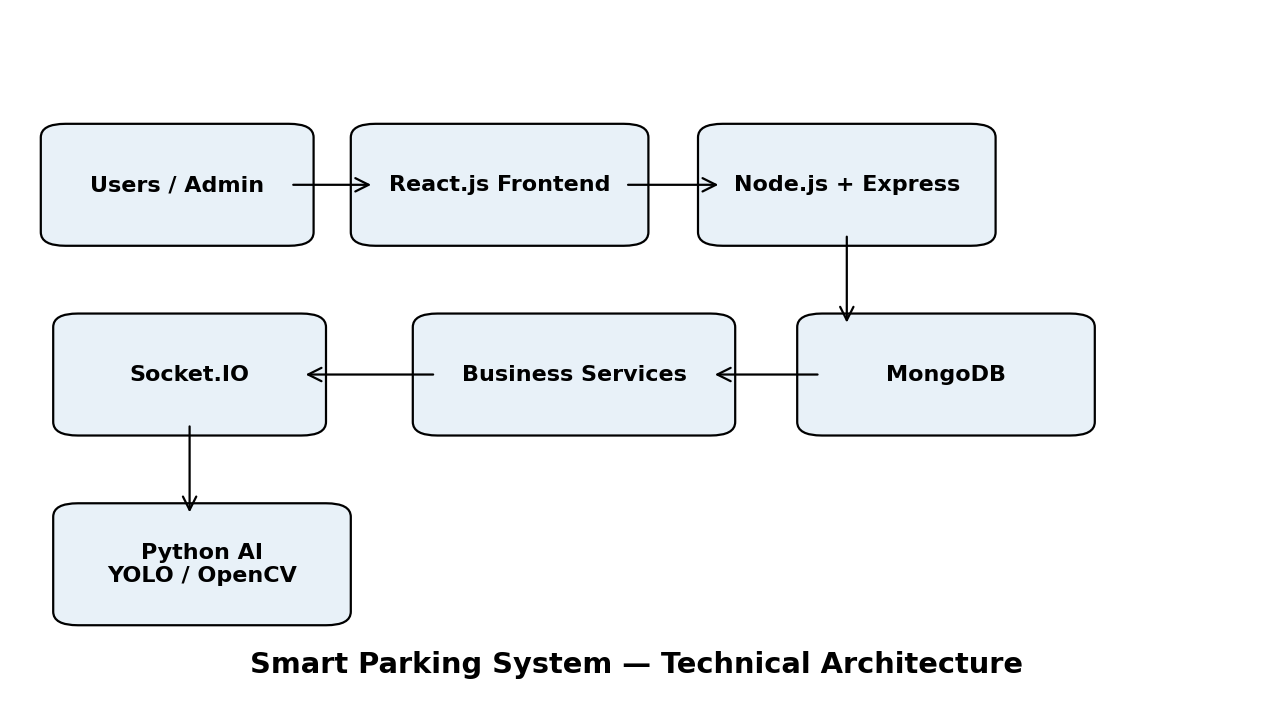 Users / Admin
React.js Frontend
Node.js + Express
Socket.IO
Business Services
MongoDB
Python AI
YOLO / OpenCV
Smart Parking System — Technical Architecture